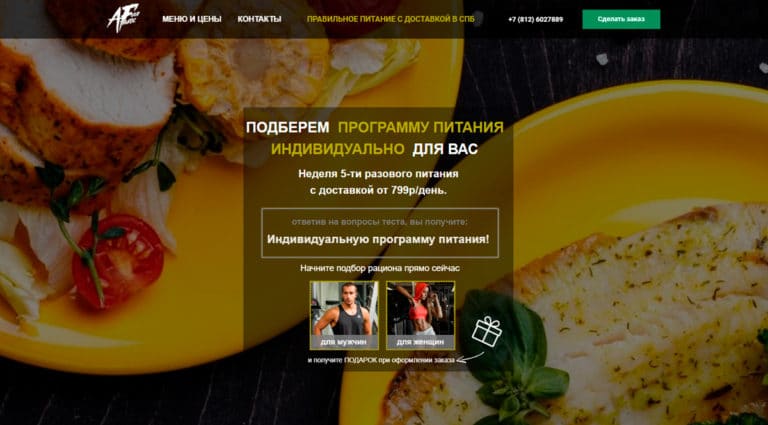 МЕНЮ И ЦЕНЫ
КОНТАКТЫ
ПРАВИЛЬНОЕ ПИТАНИЕ С ДОСТАВКОЙ В СПБ
+7 (812) 6027889
Сделать заказ
ПОДБЕРЕМ ПРОГРАММУ ПИТАНИЯ
ИНДИВИДУАЛЬНО ДЛЯ ВАС
Неделя 5-ти разового питания
с доставкой от 799р/день.
ответив на вопросы теста, вы получите:
Индивидуальную программу питания!
Начните подбор рациона прямо сейчас
для мужчин
для женщин
и получите ПОДАРОК при оформлении заказа